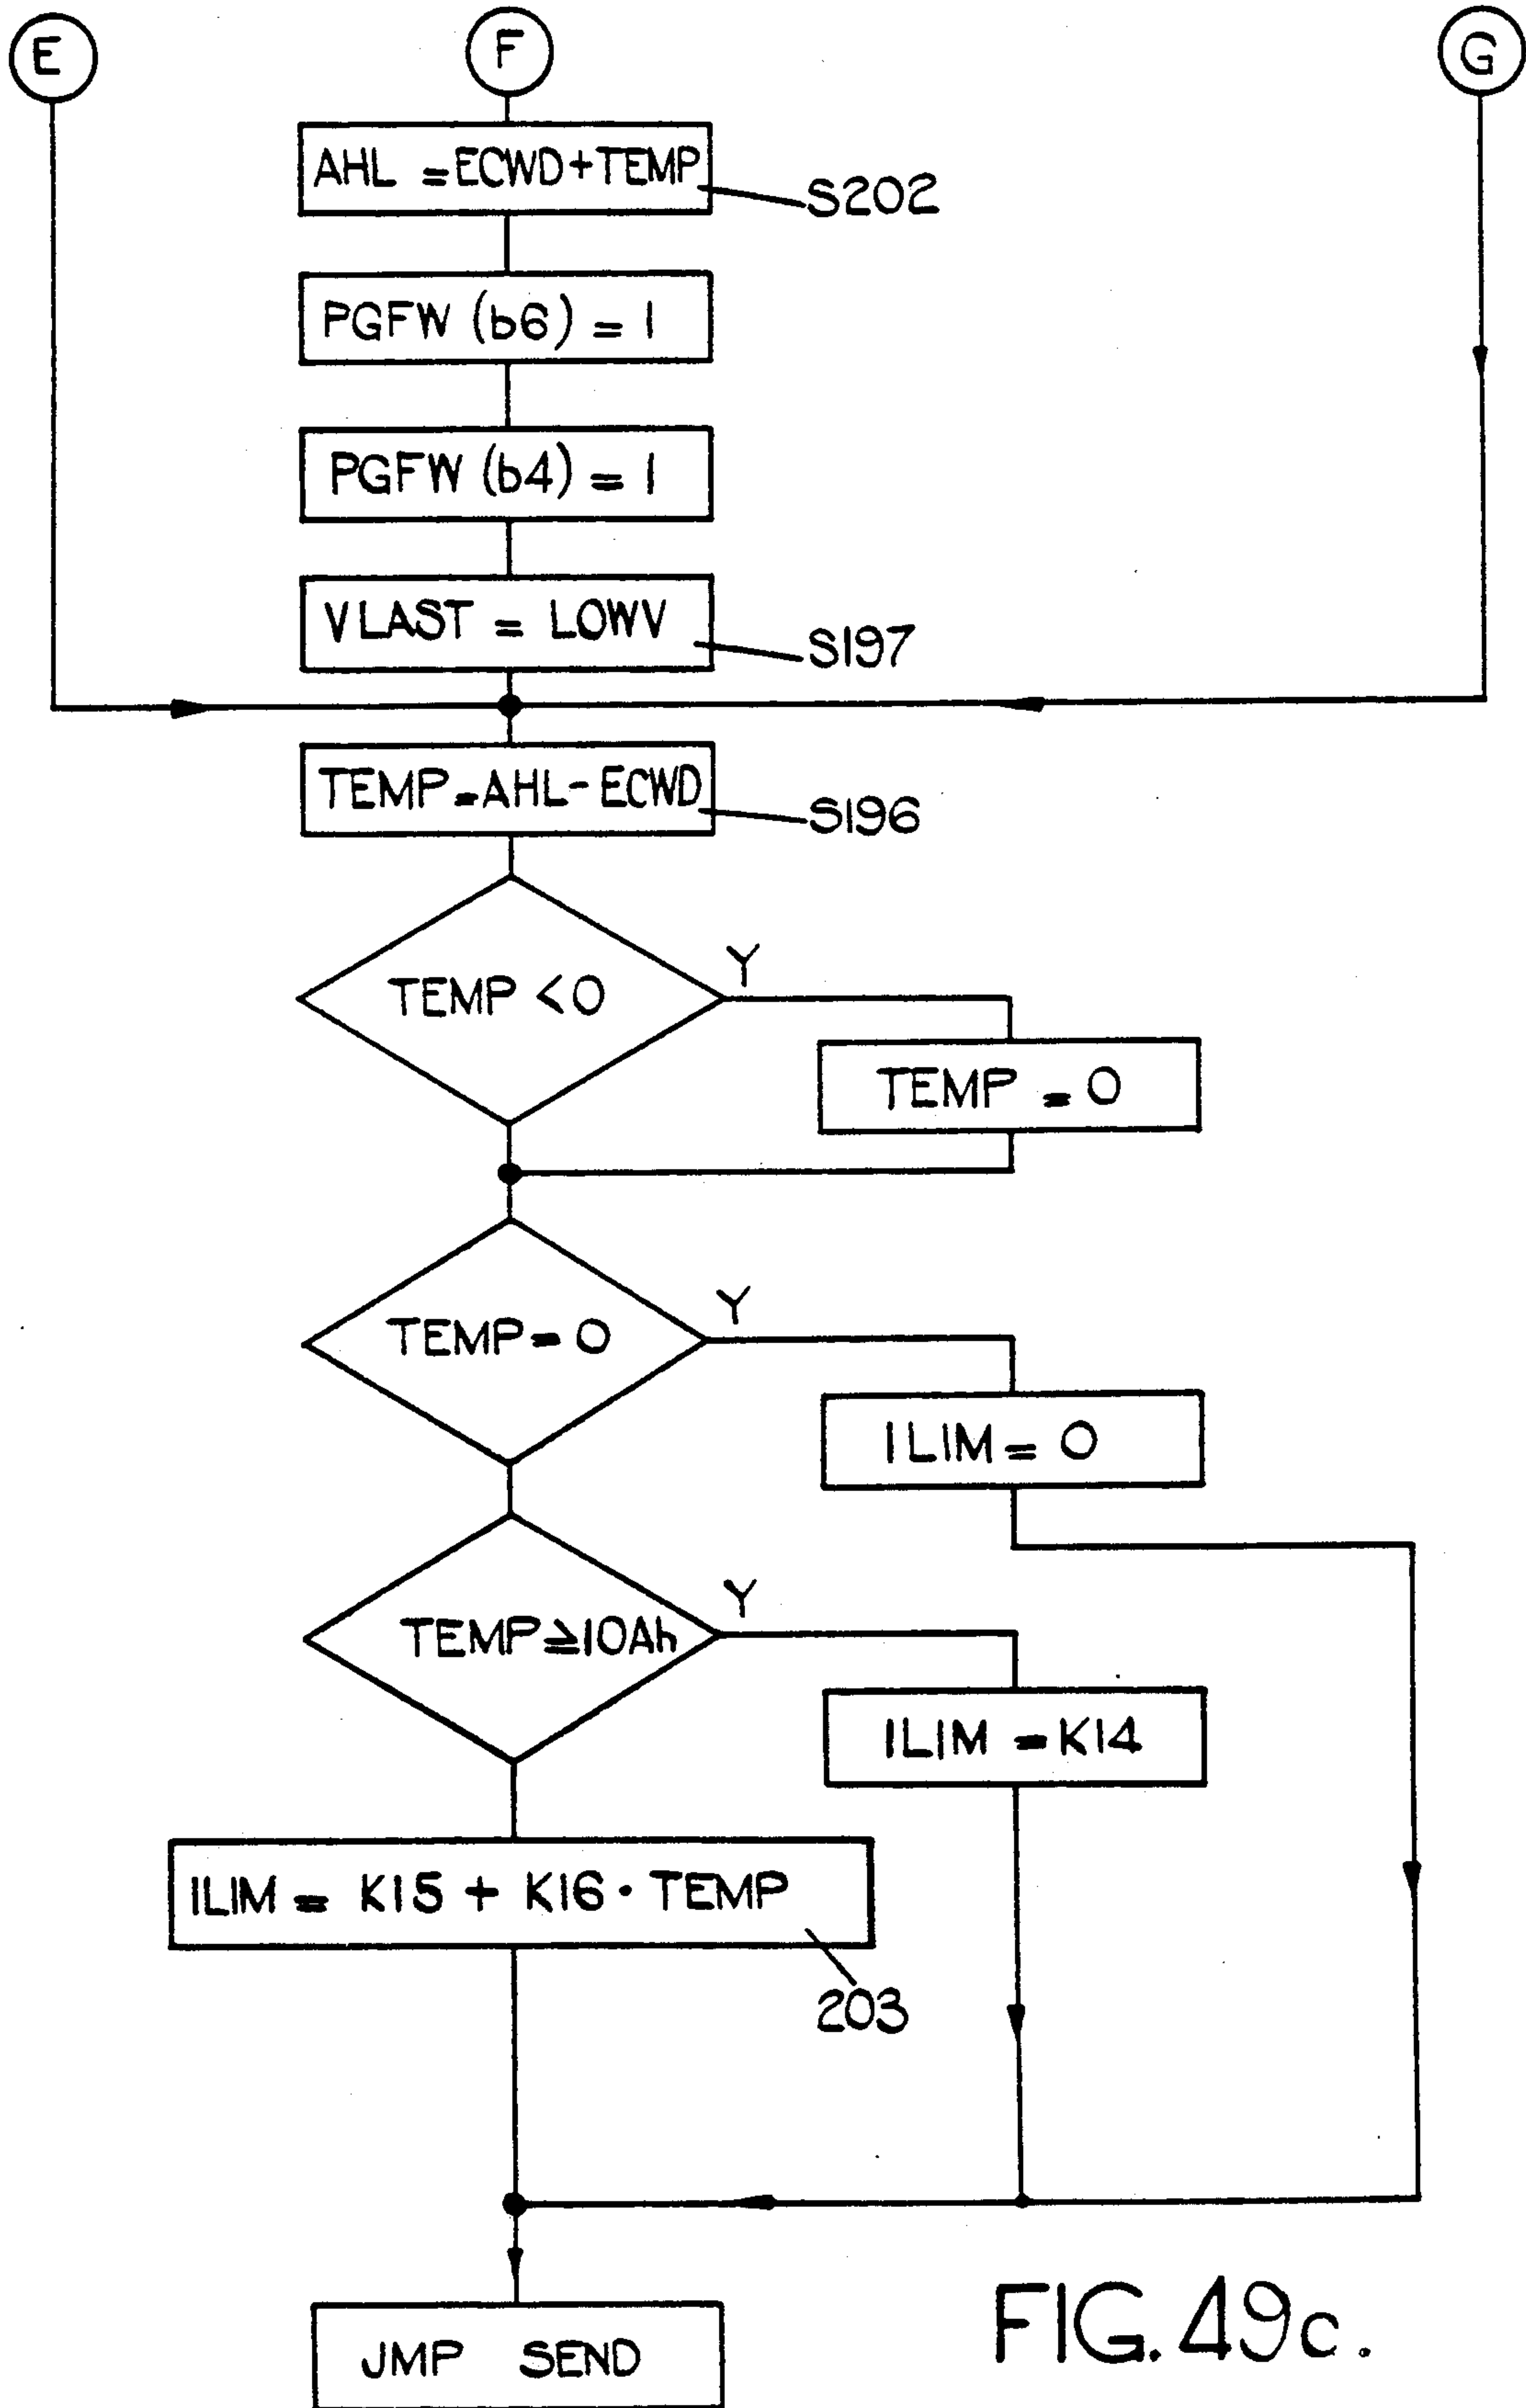 E
F
G
AHL = ECWD + TEMP
S202
PGFW (b6) = 1
PGFW (b4) = 1
VLAST = LOWV
S197
TEMP = AHL - ECWD
S196
TEMP < 0
Y
TEMP = 0
TEMP = 0
Y
ILIM = 0
TEMP ≧ 10Ah
Y
ILIM = K14
ILIM = K15 + K16 · TEMP
203
JMP SEND
FIG. 49c.